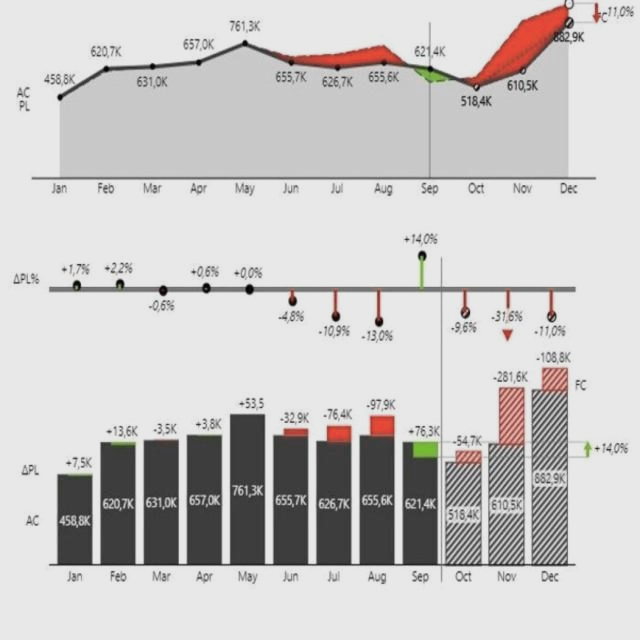 -11,0%
761,3K
FC
882,9K
620,7K
657,0K
621,4K
458,8K
631,0K
655,7K
626,7K
655,6K
610,5K
518,4K
AC
PL
Jan Feb Mar Apr May Jun Jul Aug Sep Oct Nov Dec
+14,0%
ΔPL%
+1,7% +2,2% +0,6% +0,0%
-0,6%
-4,8% -10,9% -13,0% -9,6% -31,6% -11,0%
-108,8K
-281,6K
FC
+53,5
-97,9K
-76,4K
-32,9K
+13,6K -3,5K +3,8K +76,3K
-54,7K
+14,0%
+7,5K
ΔPL
AC
458,8K 620,7K 631,0K 657,0K 761,3K 655,7K 626,7K 655,6K 621,4K 518,4K 610,5K 882,9K
Jan Feb Mar Apr May Jun Jul Aug Sep Oct Nov Dec